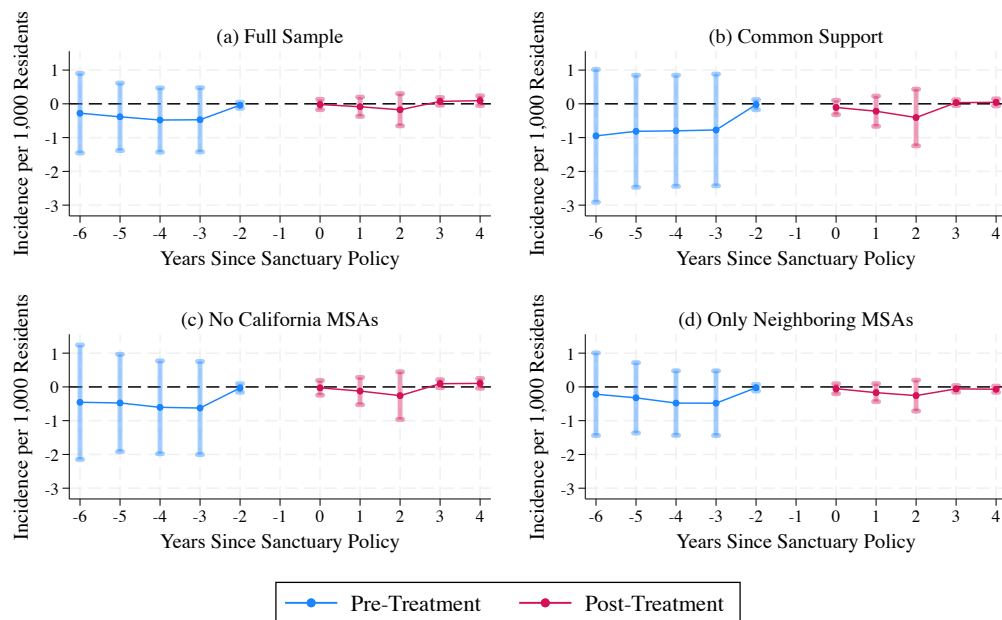 (a) Full Sample
Incidence per 1,000 Residents
1
0
-1
-2
-3
-6 -5 -4 -3 -2 -1 0 1 2 3 4
Years Since Sanctuary Policy
(b) Common Support
Incidence per 1,000 Residents
1
0
-1
-2
-3
-6 -5 -4 -3 -2 -1 0 1 2 3 4
Years Since Sanctuary Policy
(c) No California MSAs
Incidence per 1,000 Residents
1
0
-1
-2
-3
-6 -5 -4 -3 -2 -1 0 1 2 3 4
Years Since Sanctuary Policy
(d) Only Neighboring MSAs
Incidence per 1,000 Residents
1
0
-1
-2
-3
-6 -5 -4 -3 -2 -1 0 1 2 3 4
Years Since Sanctuary Policy
Pre-Treatment Post-Treatment